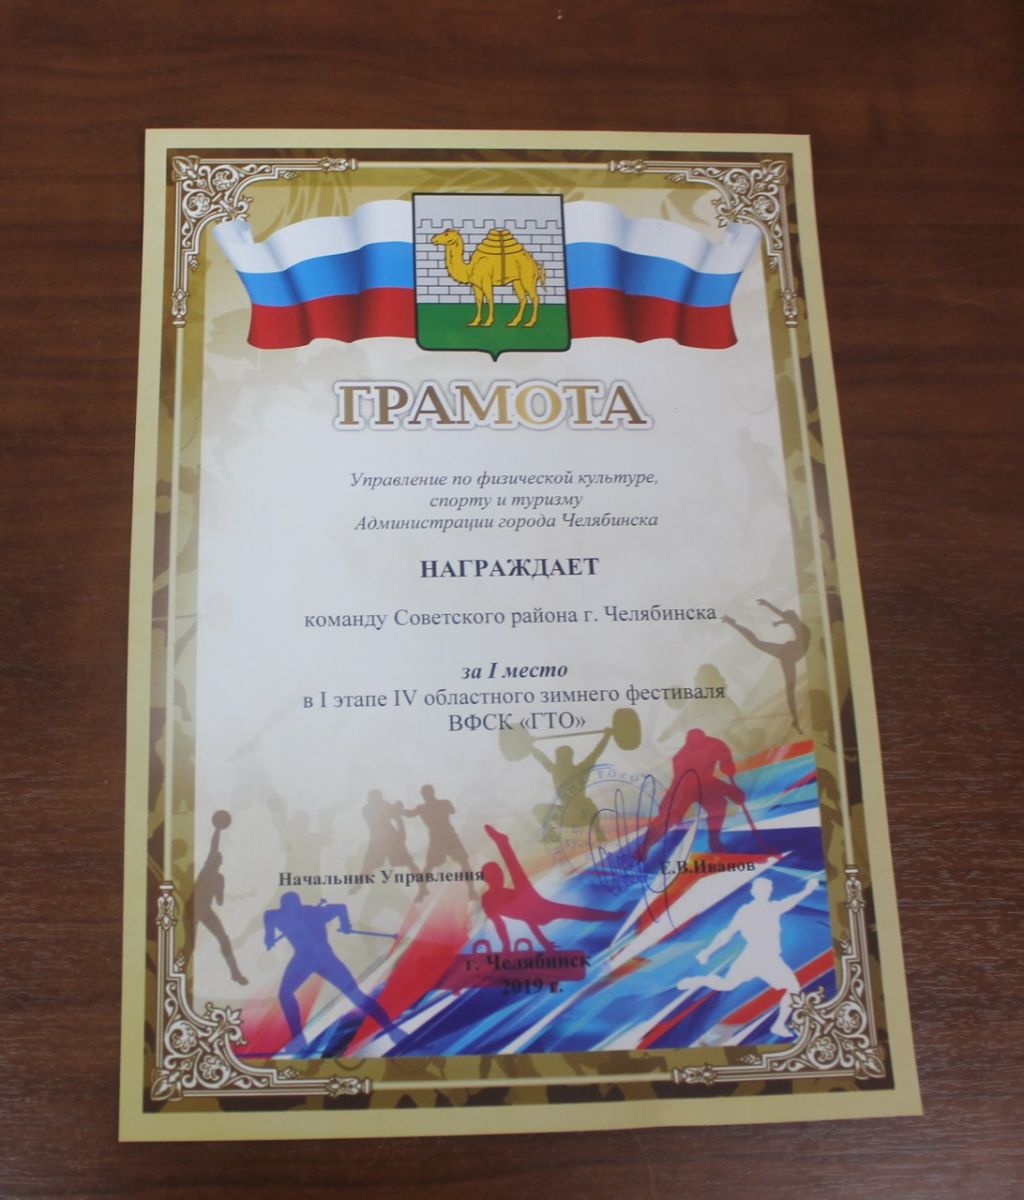 ГРАМОТА
Управление по физической культуре,
спорту и туризму
Администрации города Челябинска
НАГРАЖДАЕТ
команду Советского района г. Челябинска
за I место
в I этапе IV областного зимнего фестиваля
ВФСК «ГТО»
Начальник Управления
Е.В.Иванов
г. Челябинск
2019 г.